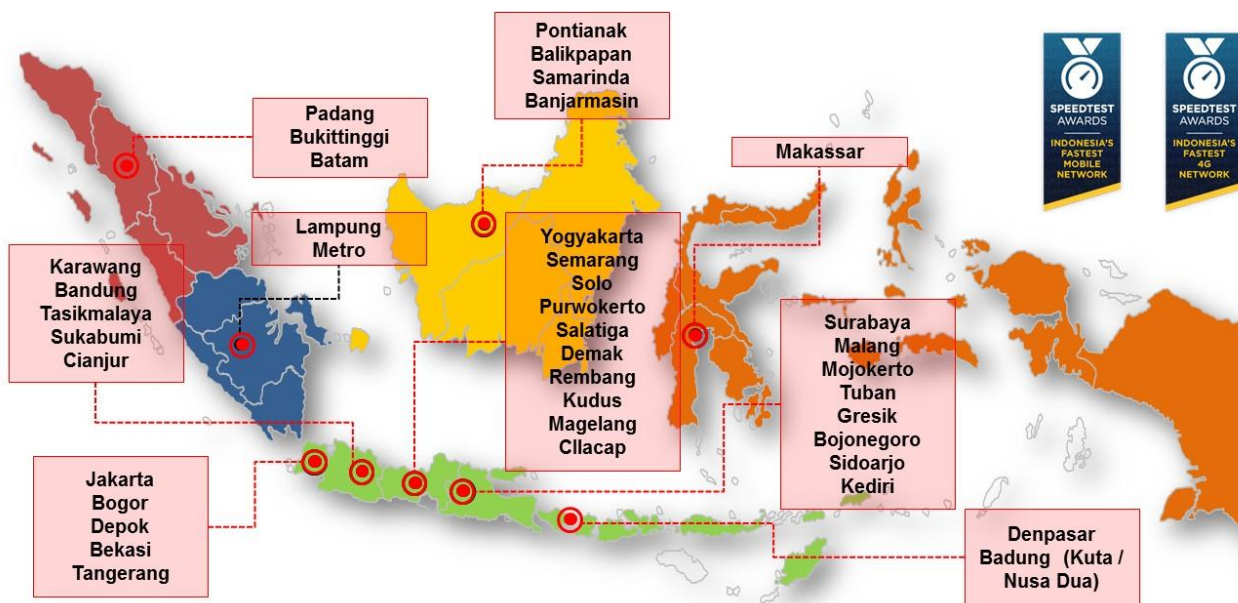 Pontianak
Balikpapan
Samarinda
Banjarmasin
SPEEDTEST
AWARDS
INDONESIA'S
FASTEST
MOBILE
NETWORK
SPEEDTEST
AWARDS
INDONESIA'S
FASTEST
4G
NETWORK
Padang
Bukittinggi
Batam
Makassar
Lampung
Metro
Karawang
Bandung
Tasikmalaya
Sukabumi
Cianjur
Yogyakarta
Semarang
Solo
Purwokerto
Salatiga
Demak
Rembang
Kudus
Magelang
CIlacap
Surabaya
Malang
Mojokerto
Tuban
Gresik
Bojonegoro
Sidoarjo
Kediri
Jakarta
Bogor
Depok
Bekasi
Tangerang
Denpasar
Badung (Kuta /
Nusa Dua)